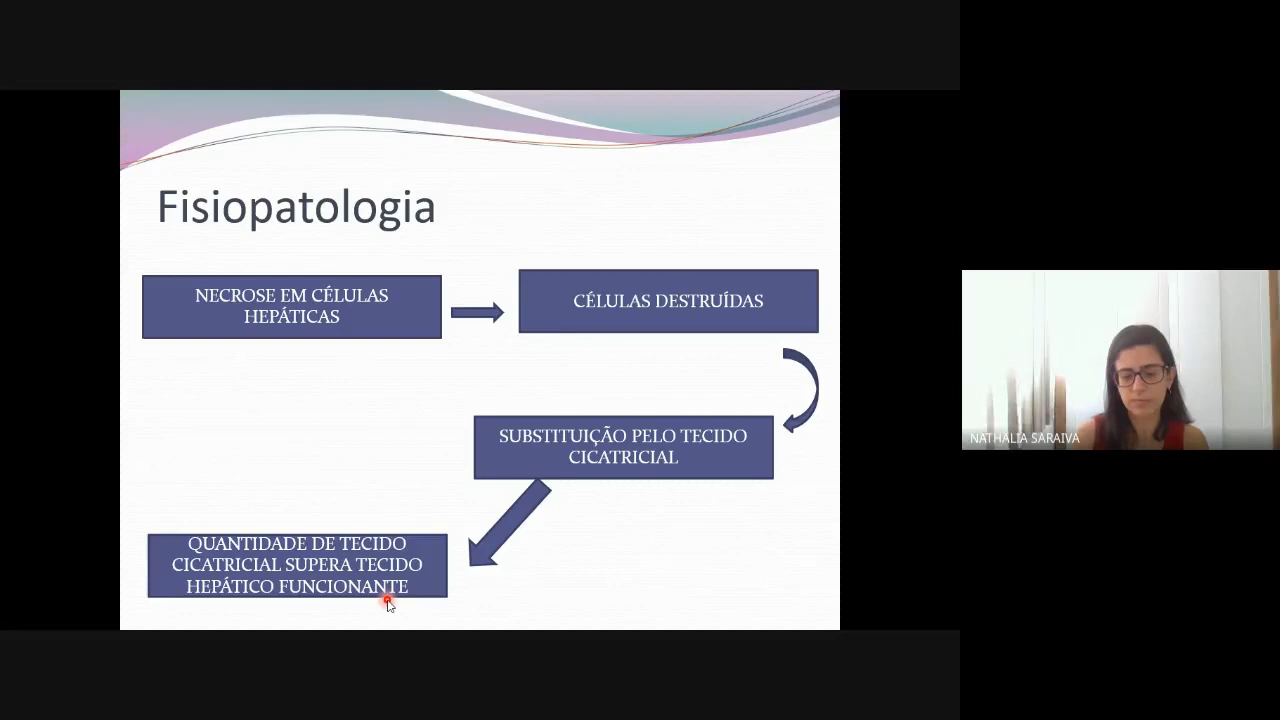 Fisiopatologia
NECROSE EM CÉLULAS
HEPÁTICAS
CÉLULAS DESTRUÍDAS
SUBSTITUIÇÃO PELO TECIDO
CICATRICIAL
QUANTIDADE DE TECIDO
CICATRICIAL SUPERA TECIDO
HEPÁTICO FUNCIONANTE
NATHALIA SARAIVA